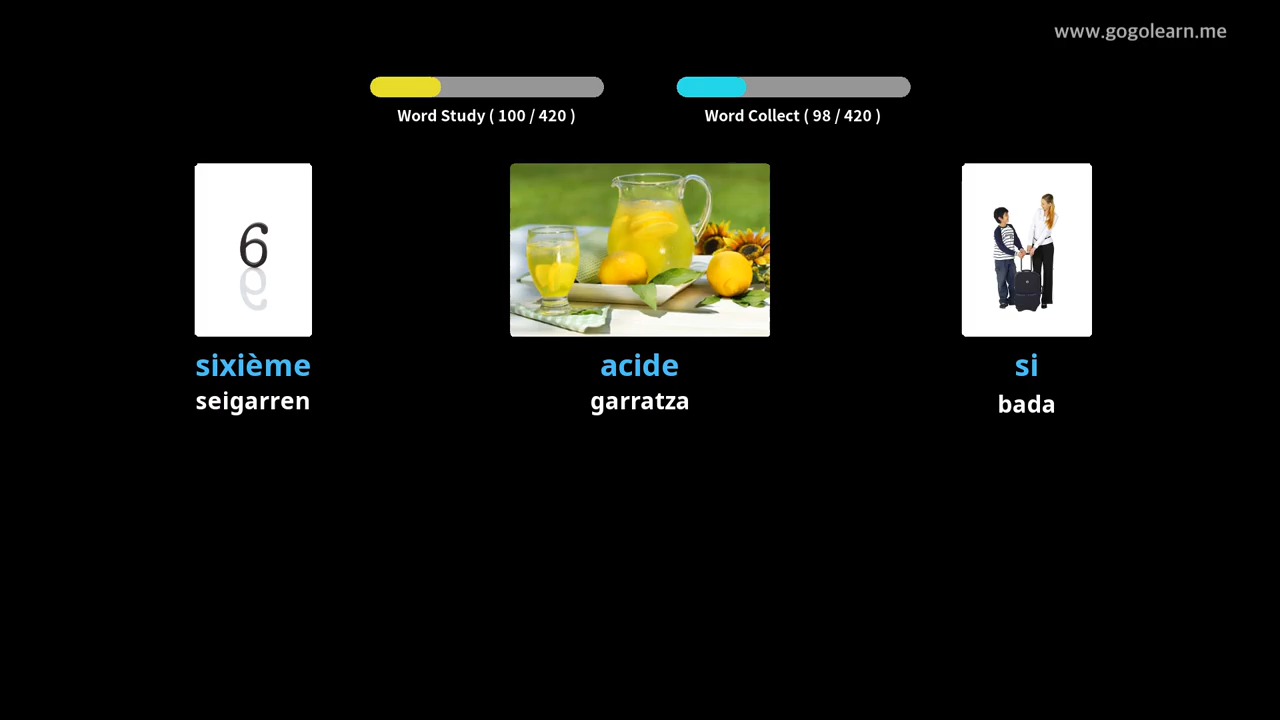 www.gogolearn.me
Word Study ( 100 / 420 )
Word Collect ( 98 / 420 )
6
sixième
seigarren
acide
garratza
si
bada